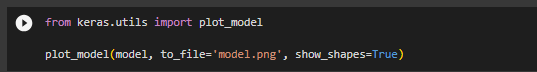 from keras.utils import plot_model
plot_model(model, to_file='model.png', show_shapes=True)